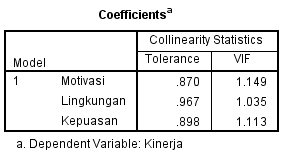 Coefficientsa
Collinearity Statistics
Model Tolerance VIF
1 Motivasi .870 1.149
Lingkungan .967 1.035
Kepuasan .898 1.113
a. Dependent Variable: Kinerja